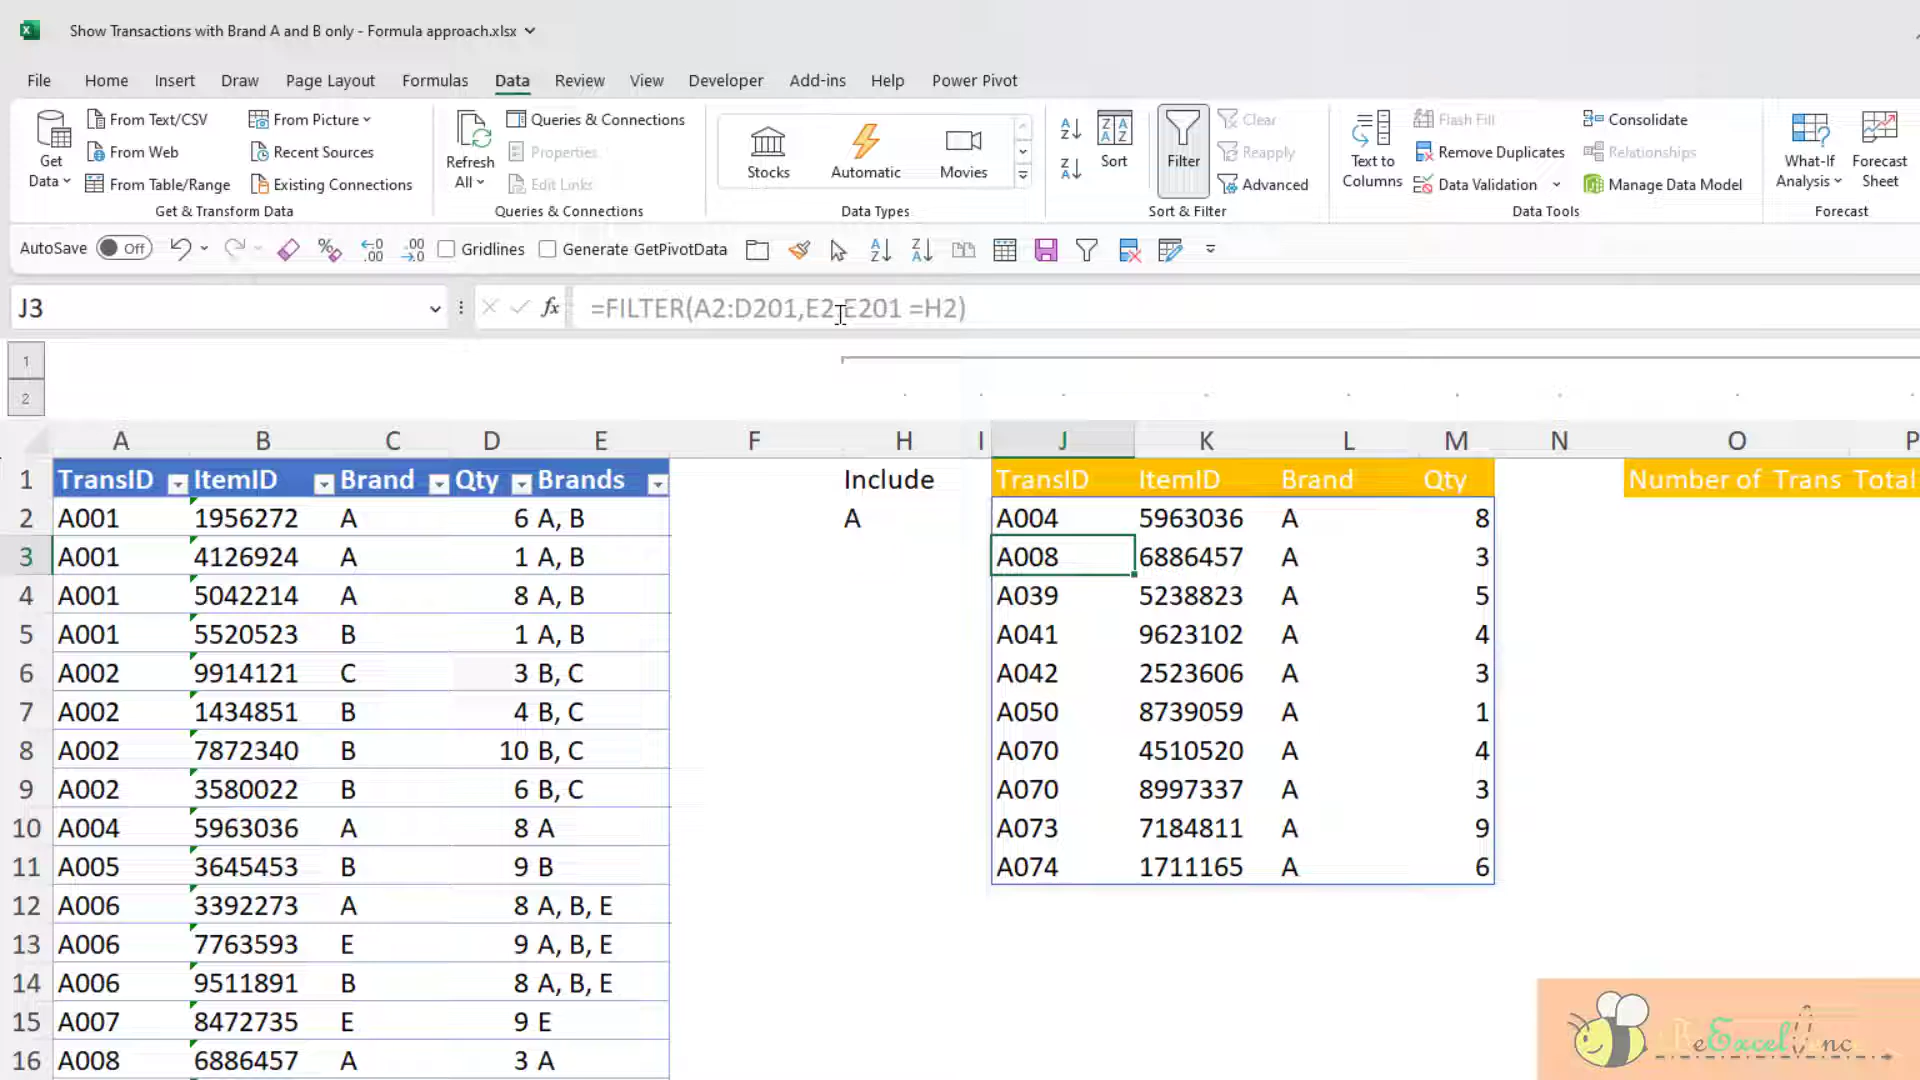 Show Transactions with Brand A and B only - Formula approach.xlsx
File Home Insert Draw Page Layout Formulas Data Review View Developer Add-ins Help Power Pivot
Get Data
From Text/CSV
From Web
From Table/Range
From Picture
Recent Sources
Existing Connections
Get & Transform Data
Refresh All
Queries & Connections
Properties
Edit Links
Queries & Connections
Stocks Automatic Movies
Data Types
Sort
Filter
Clear
Reapply
Advanced
Sort & Filter
Text to Columns
Flash Fill
Remove Duplicates
Data Validation
Consolidate
Relationships
Manage Data Model
Data Tools
What-If Analysis
Forecast Sheet
Forecast
AutoSave Off Gridlines Generate GetPivotData
J3 fx =FILTER(A2:D201,E2:E201 =H2)
1
2
A B C D E F H I J K L M N O P
1 TransID ItemID Brand Qty Brands Include TransID ItemID Brand Qty Number of Trans Total
2 A001 1956272 A 6 A, B A A004 5963036 A 8
3 A001 4126924 A 1 A, B A008 6886457 A 3
4 A001 5042214 A 8 A, B A039 5238823 A 5
5 A001 5520523 B 1 A, B A041 9623102 A 4
6 A002 9914121 C 3 B, C A042 2523606 A 3
7 A002 1434851 B 4 B, C A050 8739059 A 1
8 A002 7872340 B 10 B, C A070 4510520 A 4
9 A002 3580022 B 6 B, C A070 8997337 A 3
10 A004 5963036 A 8 A A073 7184811 A 9
11 A005 3645453 B 9 B A074 1711165 A 6
12 A006 3392273 A 8 A, B, E
13 A006 7763593 E 9 A, B, E
14 A006 9511891 B 8 A, B, E
15 A007 8472735 E 9 E
16 A008 6886457 A 3 A